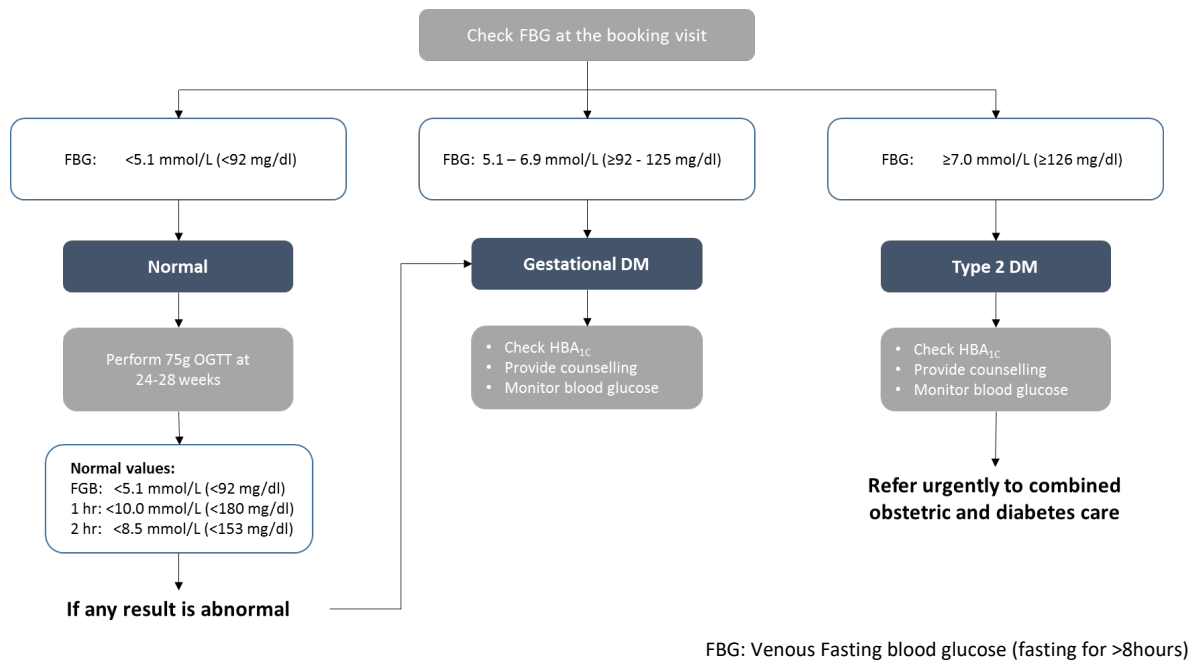 Check FBG at the booking visit
FBG: <5.1 mmol/L (<92 mg/dl)
FBG: 5.1 – 6.9 mmol/L (≥92 - 125 mg/dl)
FBG: ≥7.0 mmol/L (≥126 mg/dl)
Normal
Gestational DM
Type 2 DM
Perform 75g OGTT at
24-28 weeks
• Check HBA1C
• Provide counselling
• Monitor blood glucose
• Check HBA1C
• Provide counselling
• Monitor blood glucose
Normal values:
FGB: <5.1 mmol/L (<92 mg/dl)
1 hr: <10.0 mmol/L (<180 mg/dl)
2 hr: <8.5 mmol/L (<153 mg/dl)
Refer urgently to combined
obstetric and diabetes care
If any result is abnormal
FBG: Venous Fasting blood glucose (fasting for >8hours)